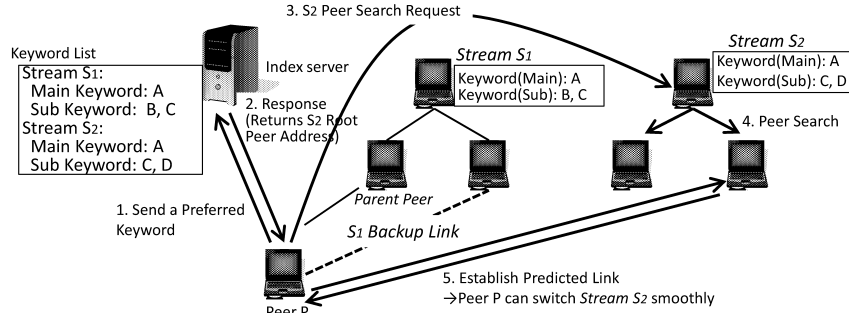 3. S2 Peer Search Request
Keyword List
Stream S1:
Main Keyword: A
Sub Keyword: B, C
Stream S2:
Main Keyword: A
Sub Keyword: C, D
Index server
2. Response
(Returns S2 Root
Peer Address)
Stream S1
Keyword(Main): A
Keyword(Sub): B, C
Stream S2
Keyword(Main): A
Keyword(Sub): C, D
4. Peer Search
Parent Peer
1. Send a Preferred
Keyword
S1 Backup Link
5. Establish Predicted Link
→Peer P can switch Stream S2 smoothly
Peer P